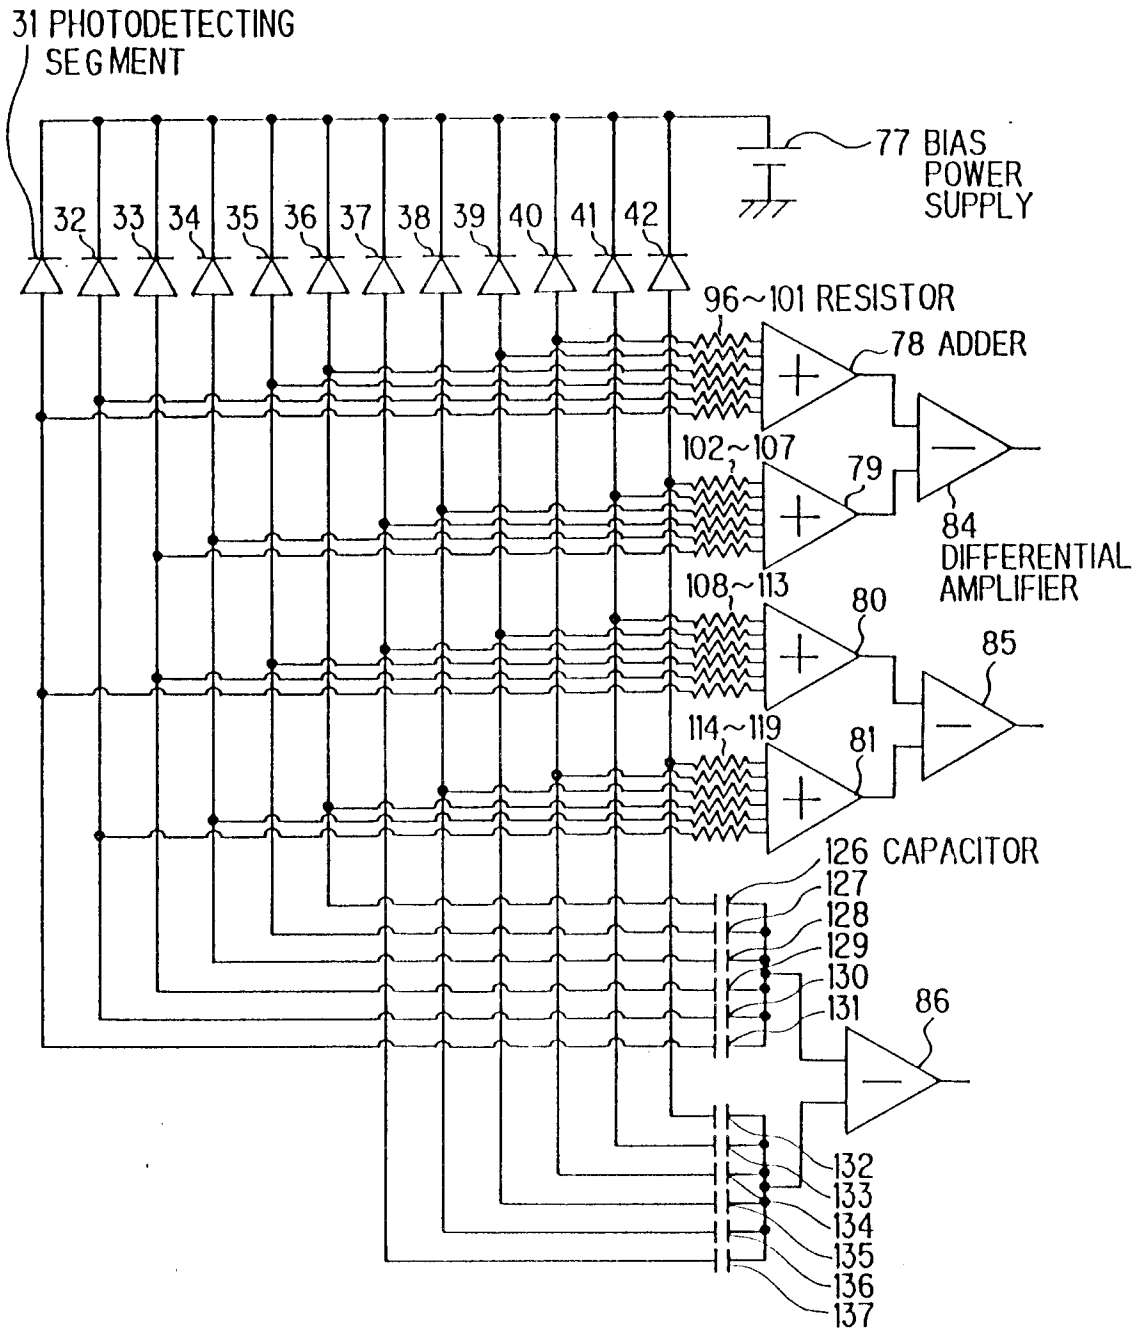 31 PHOTODETECTING
SEGMENT
77 BIAS
POWER
SUPPLY
32 33 34 35 36 37 38 39 40 41 42
96~101 RESISTOR
78 ADDER
102~107
79
84
DIFFERENTIAL
AMPLIFIER
108~113
80
85
114~119
81
126 CAPACITOR
127
128
129
130
131
86
132
133
134
135
136
137